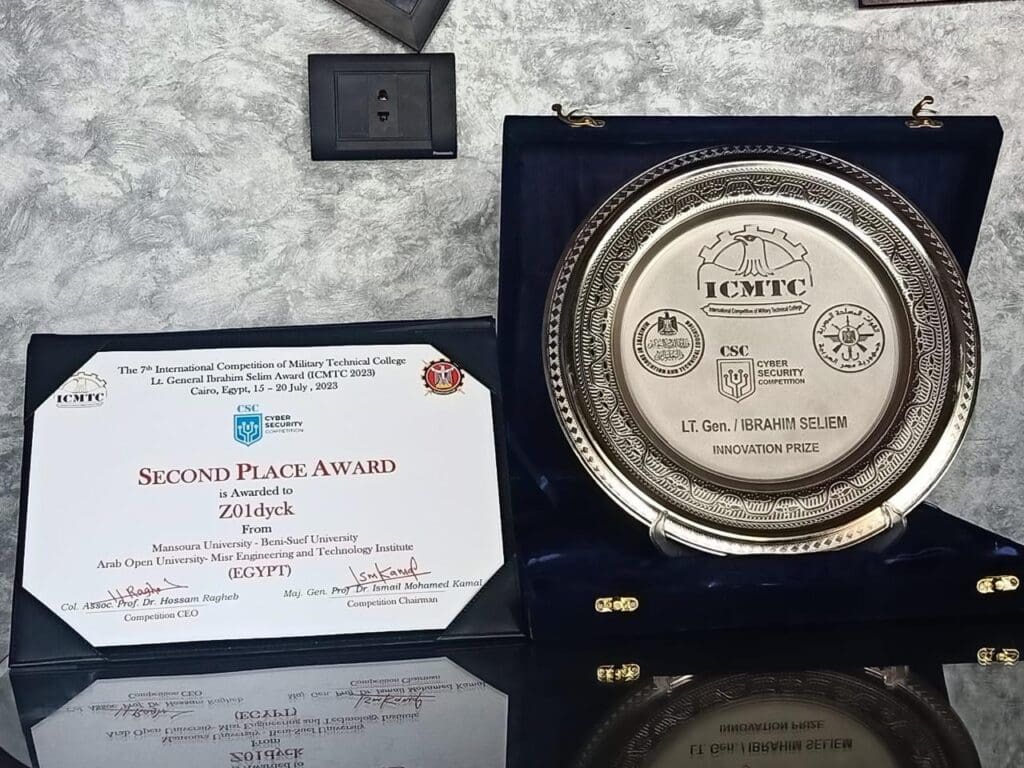 The 7th International Competition of Military Technical College
Lt. General Ibrahim Selim Award (ICMTC 2023)
Cairo, Egypt, 15 – 20 July , 2023
ICMTC
CSC
CYBER
SECURITY
COMPETITION
SECOND PLACE AWARD
is Awarded to
Z01dyck
From
Mansoura University - Beni-Suef University
Arab Open University- Misr Engineering and Technology Institute
(EGYPT)
Col. Assoc. Prof. Dr. Hossam Ragheb
Competition CEO
Maj. Gen. Prof Dr. Ismail Mohamed Kamal
Competition Chairman
Panasonic
ICMTC
International Competition of Military Technical College
CSC
CYBER
SECURITY
COMPETITION
LT. Gen. / IBRAHIM SELIEM
INNOVATION PRIZE